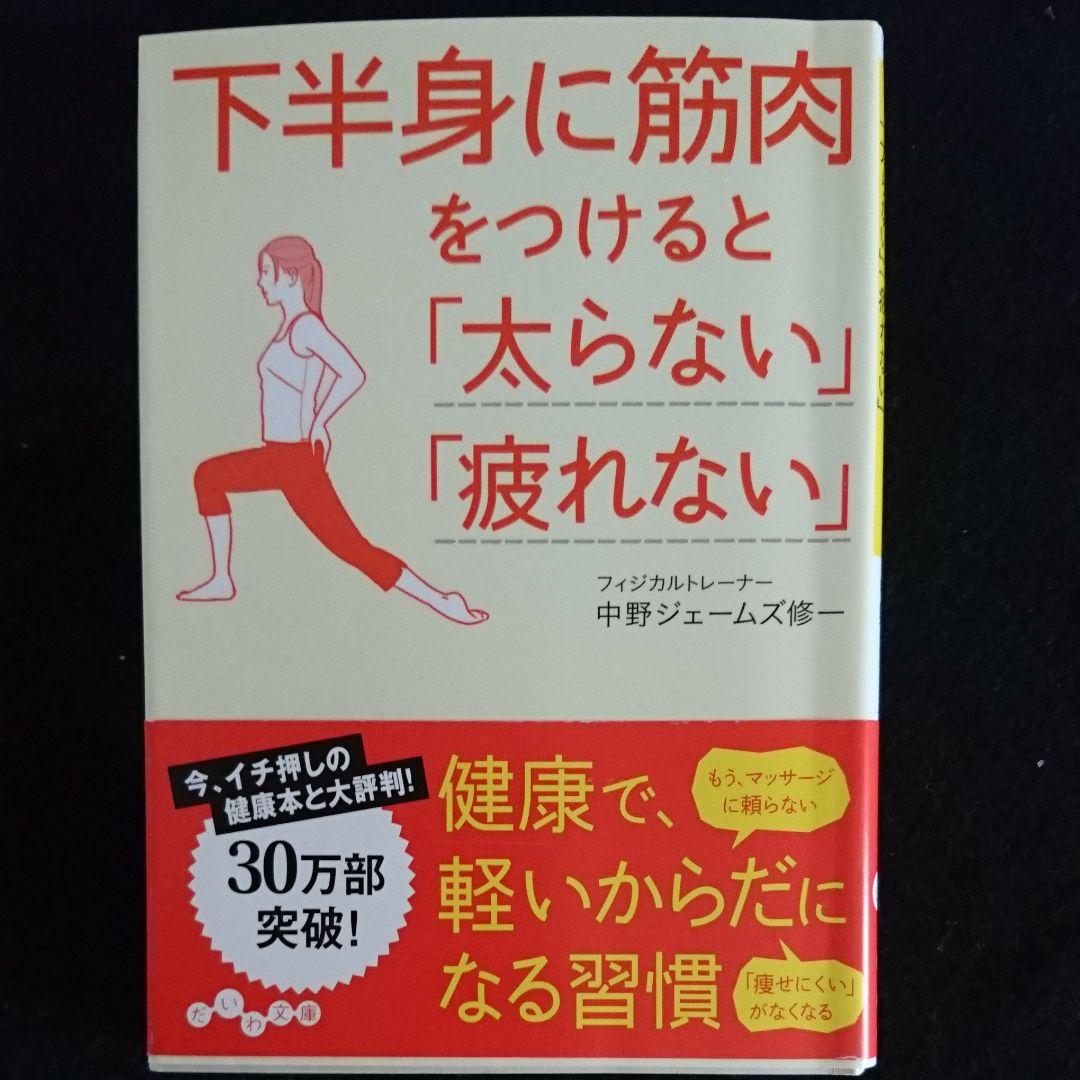 下半身に筋肉
をつけると
「太らない」
「疲れない」
フィジカルトレーナー
中野ジェームズ修一
今、イチ押しの
健康本と大評判!
30万部
突破!
健康で、
軽いからだに
なる習慣
もう、マッサージ
に頼らない
「痩せにくい」
がなくなる
だいわ文庫